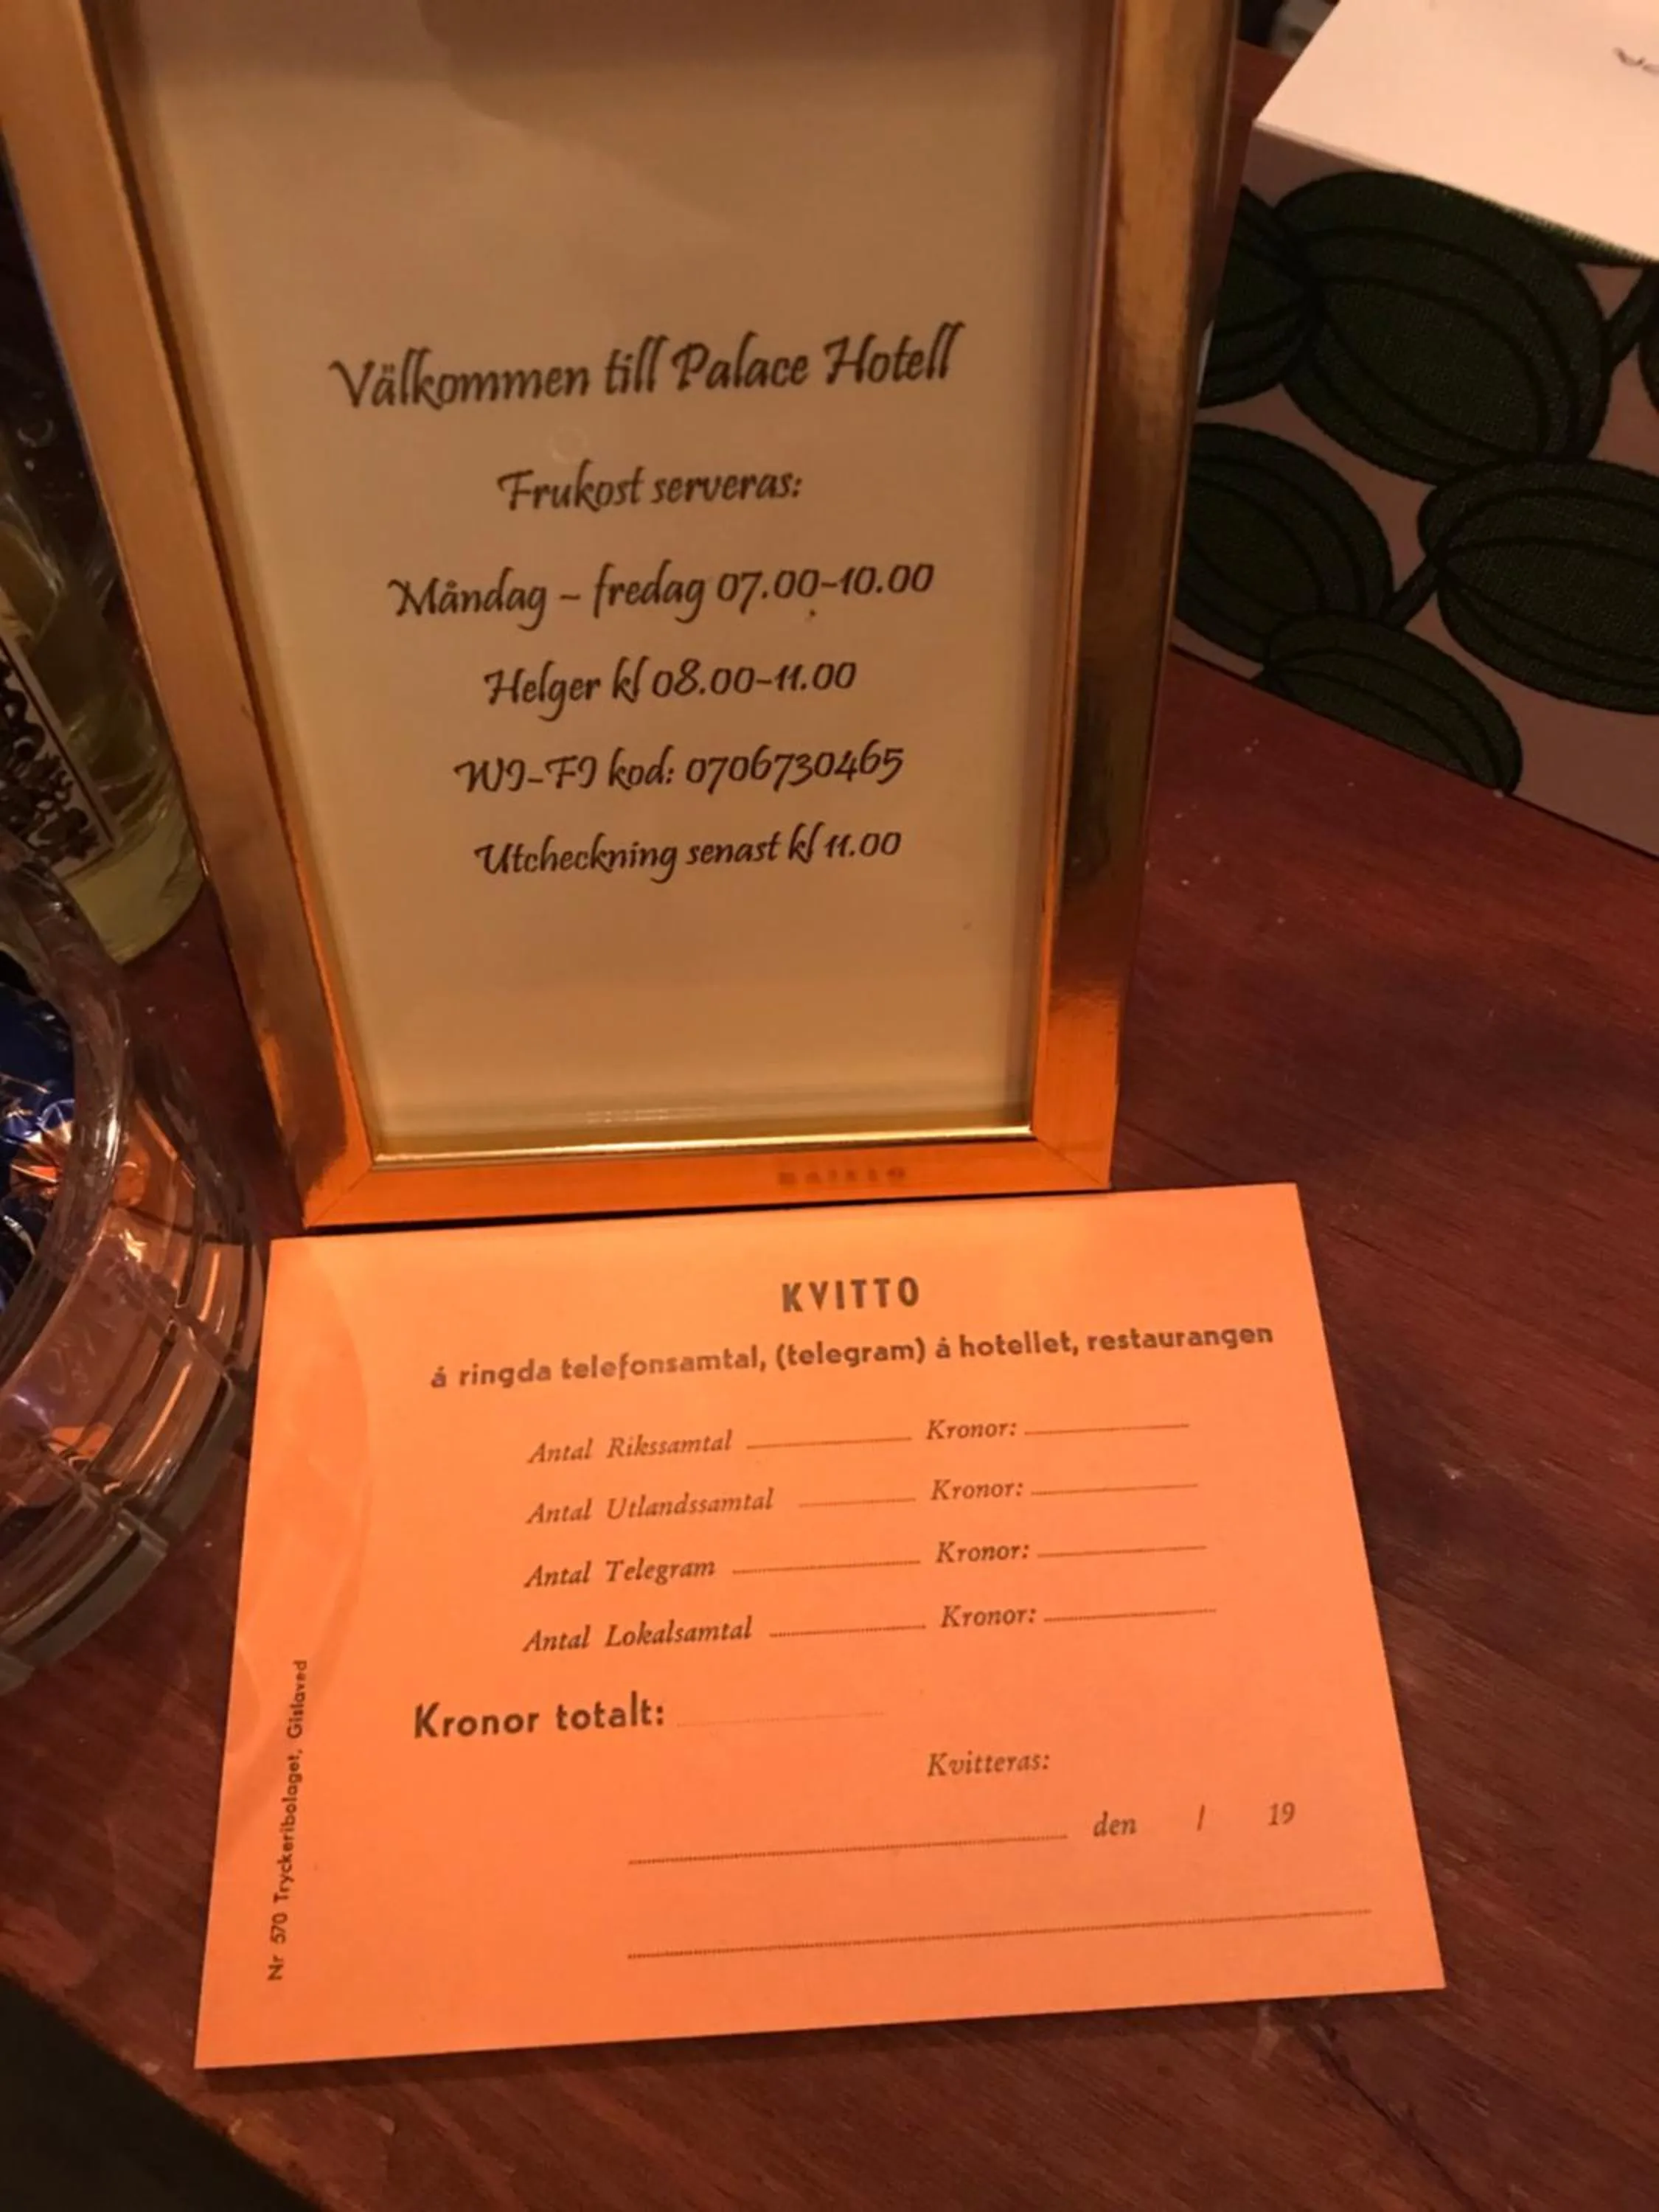 Välkommen till Palace Hotell
Frukost serveras:
Måndag – fredag 07.00-10.00
Helger kl 08.00-11.00
WI-FI kod: 0706730465
Utcheckning senast kl 11.00
KVITTO
å ringda telefonsamtal, (telegram) å hotellet, restaurangen
Antal Rikssamtal Kronor:
Antal Utlandssamtal Kronor:
Antal Telegram Kronor:
Antal Lokalsamtal Kronor:
Kronor totalt:
Kvitteras:
den / 19
Nr 570 Tryckeribolaget, Gislaved